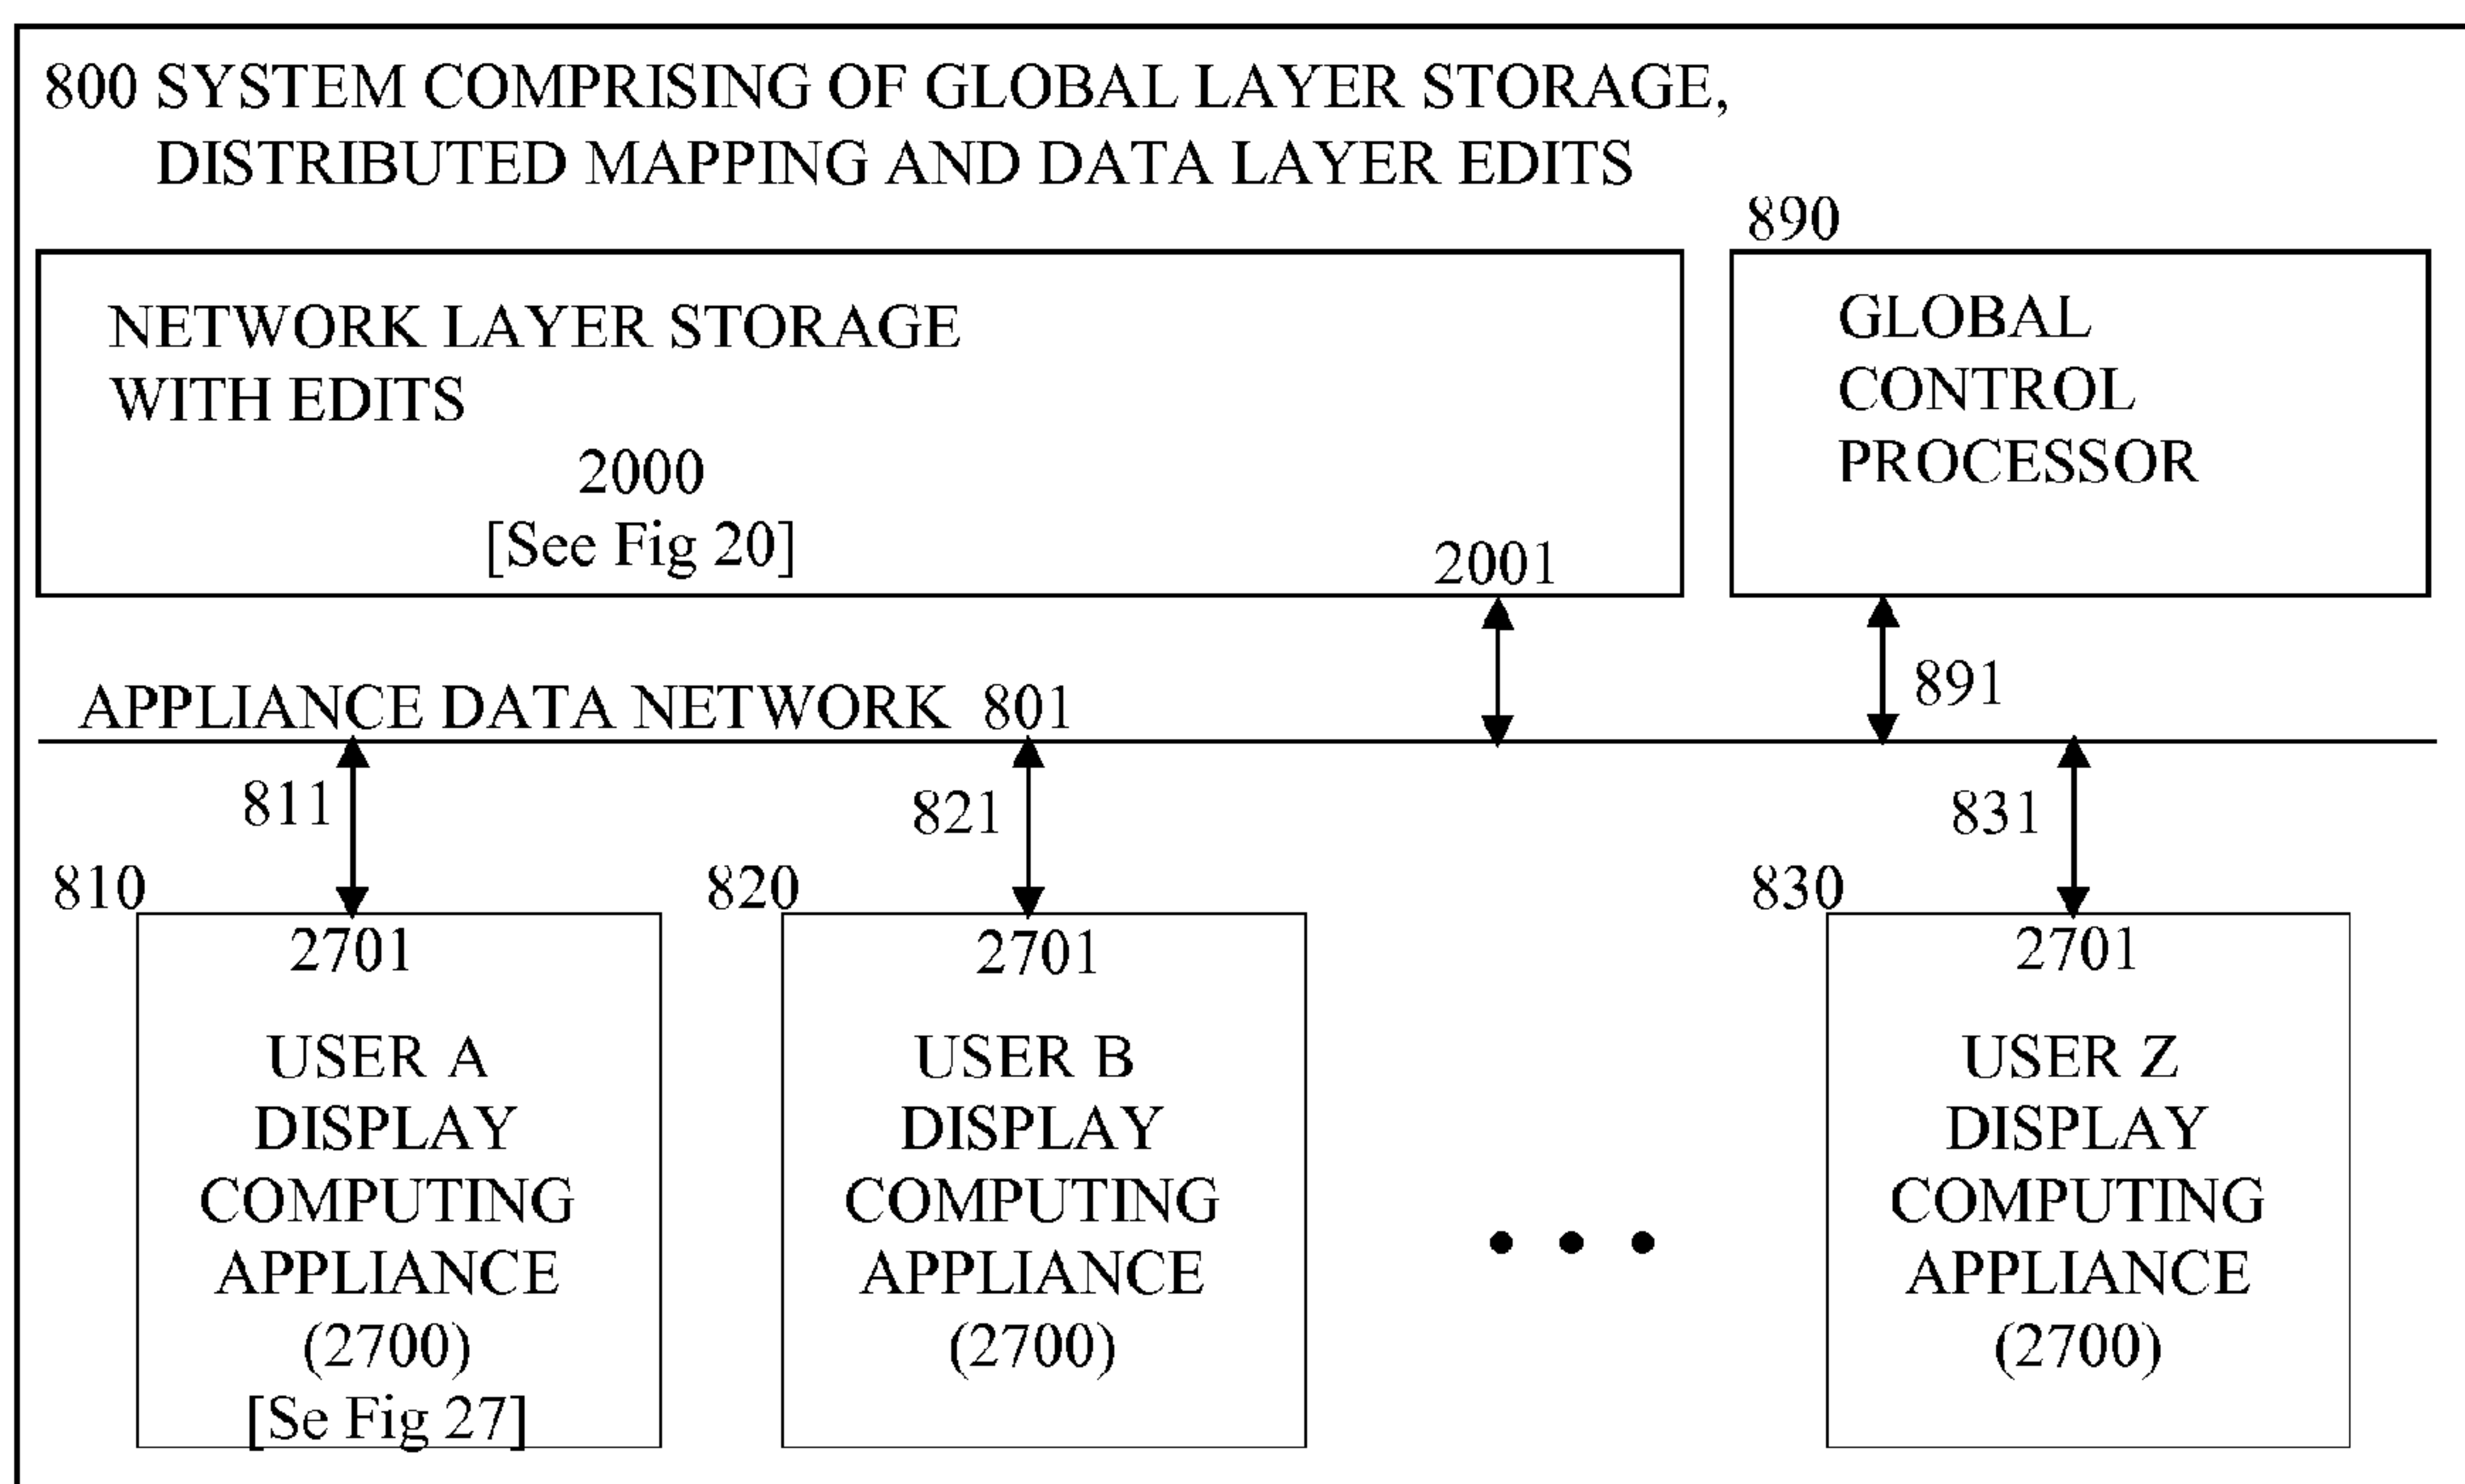 800 SYSTEM COMPRISING OF GLOBAL LAYER STORAGE,
DISTRIBUTED MAPPING AND DATA LAYER EDITS
890
NETWORK LAYER STORAGE
WITH EDITS
2000
[See Fig 20]
2001
GLOBAL
CONTROL
PROCESSOR
891
APPLIANCE DATA NETWORK 801
811
821
831
810
2701
USER A
DISPLAY
COMPUTING
APPLIANCE
(2700)
[Se Fig 27]
820
2701
USER B
DISPLAY
COMPUTING
APPLIANCE
(2700)
• • •
830
2701
USER Z
DISPLAY
COMPUTING
APPLIANCE
(2700)